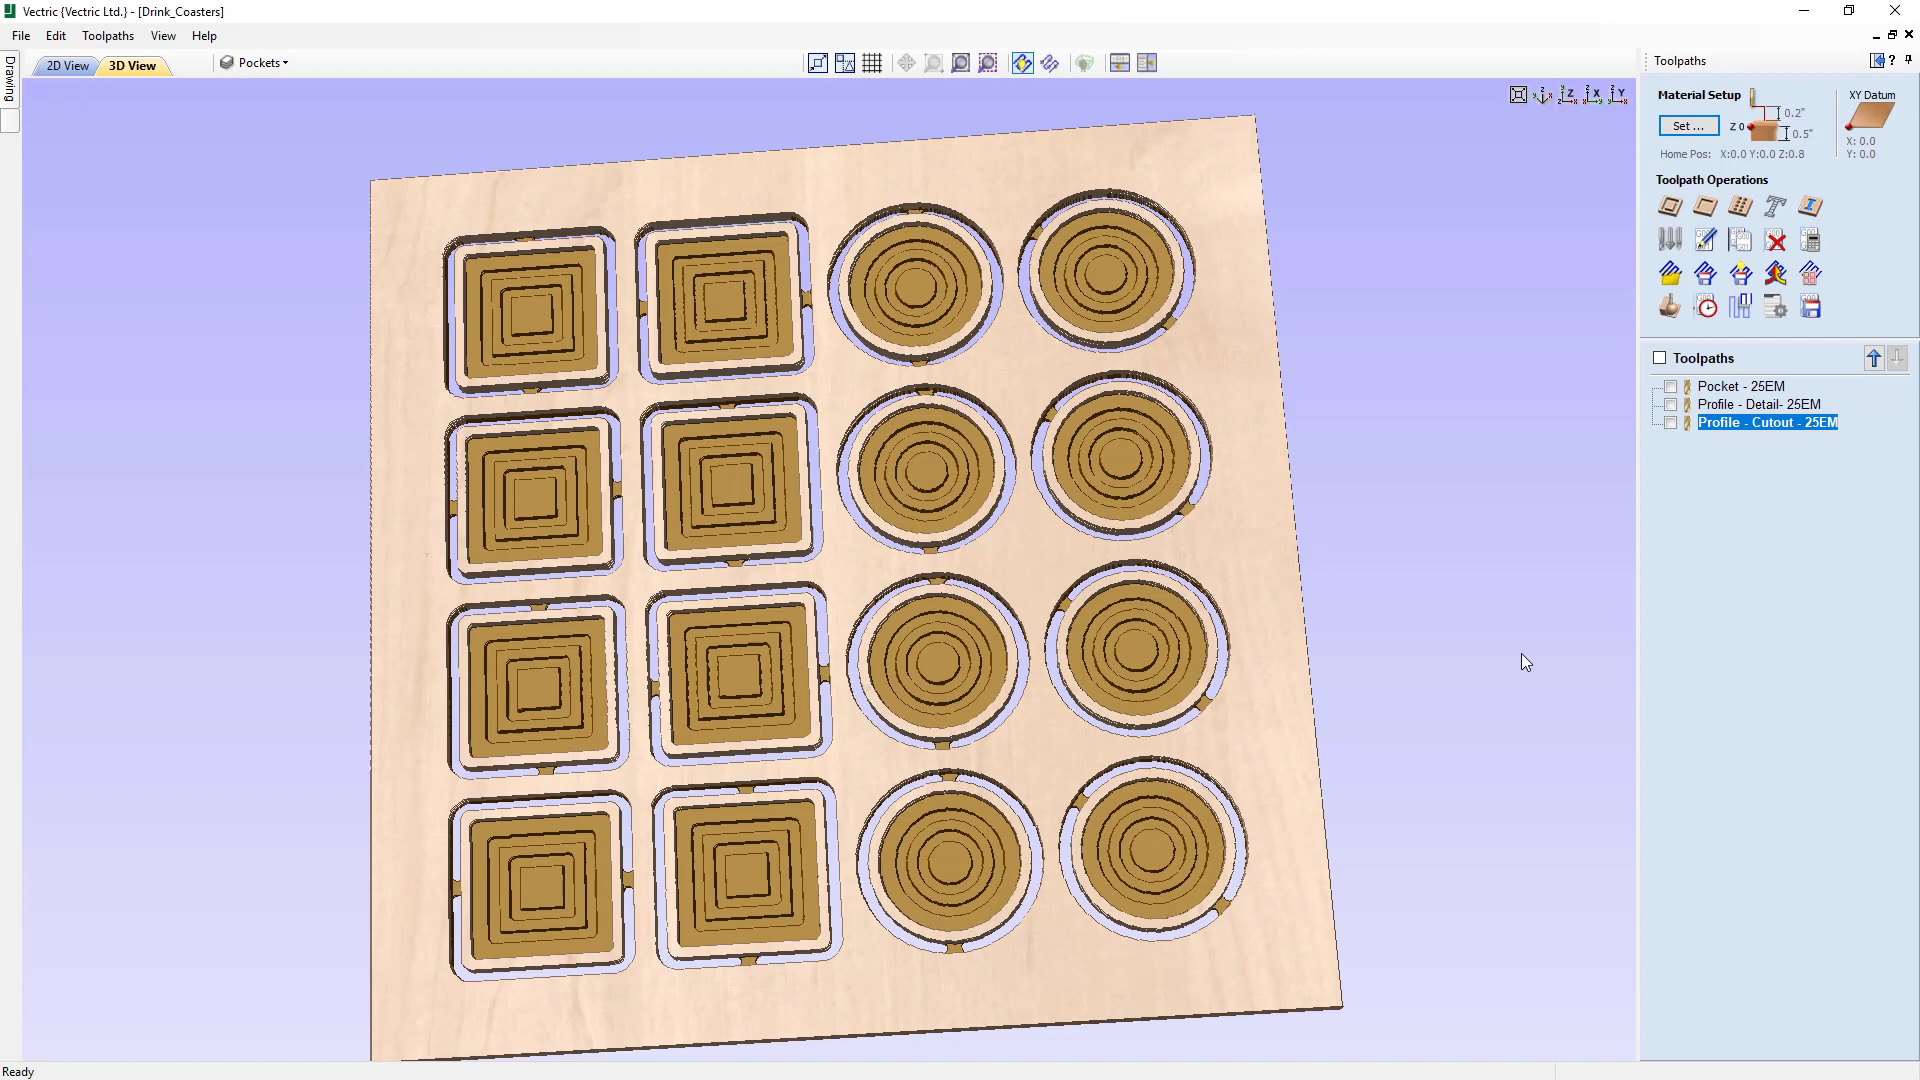 Vectric {Vectric Ltd.} - [Drink_Coasters]
File Edit Toolpaths View Help
Drawing
2D View 3D View Pockets
Toolpaths ?
Z X Y
Material Setup
XY Datum
Set ...
Z 0
0.2"
0.5"
X: 0.0
Y: 0.0
Home Pos: X:0.0 Y:0.0 Z:0.8
Toolpath Operations
Toolpaths
Pocket - 25EM
Profile - Detail- 25EM
Profile - Cutout - 25EM
Ready